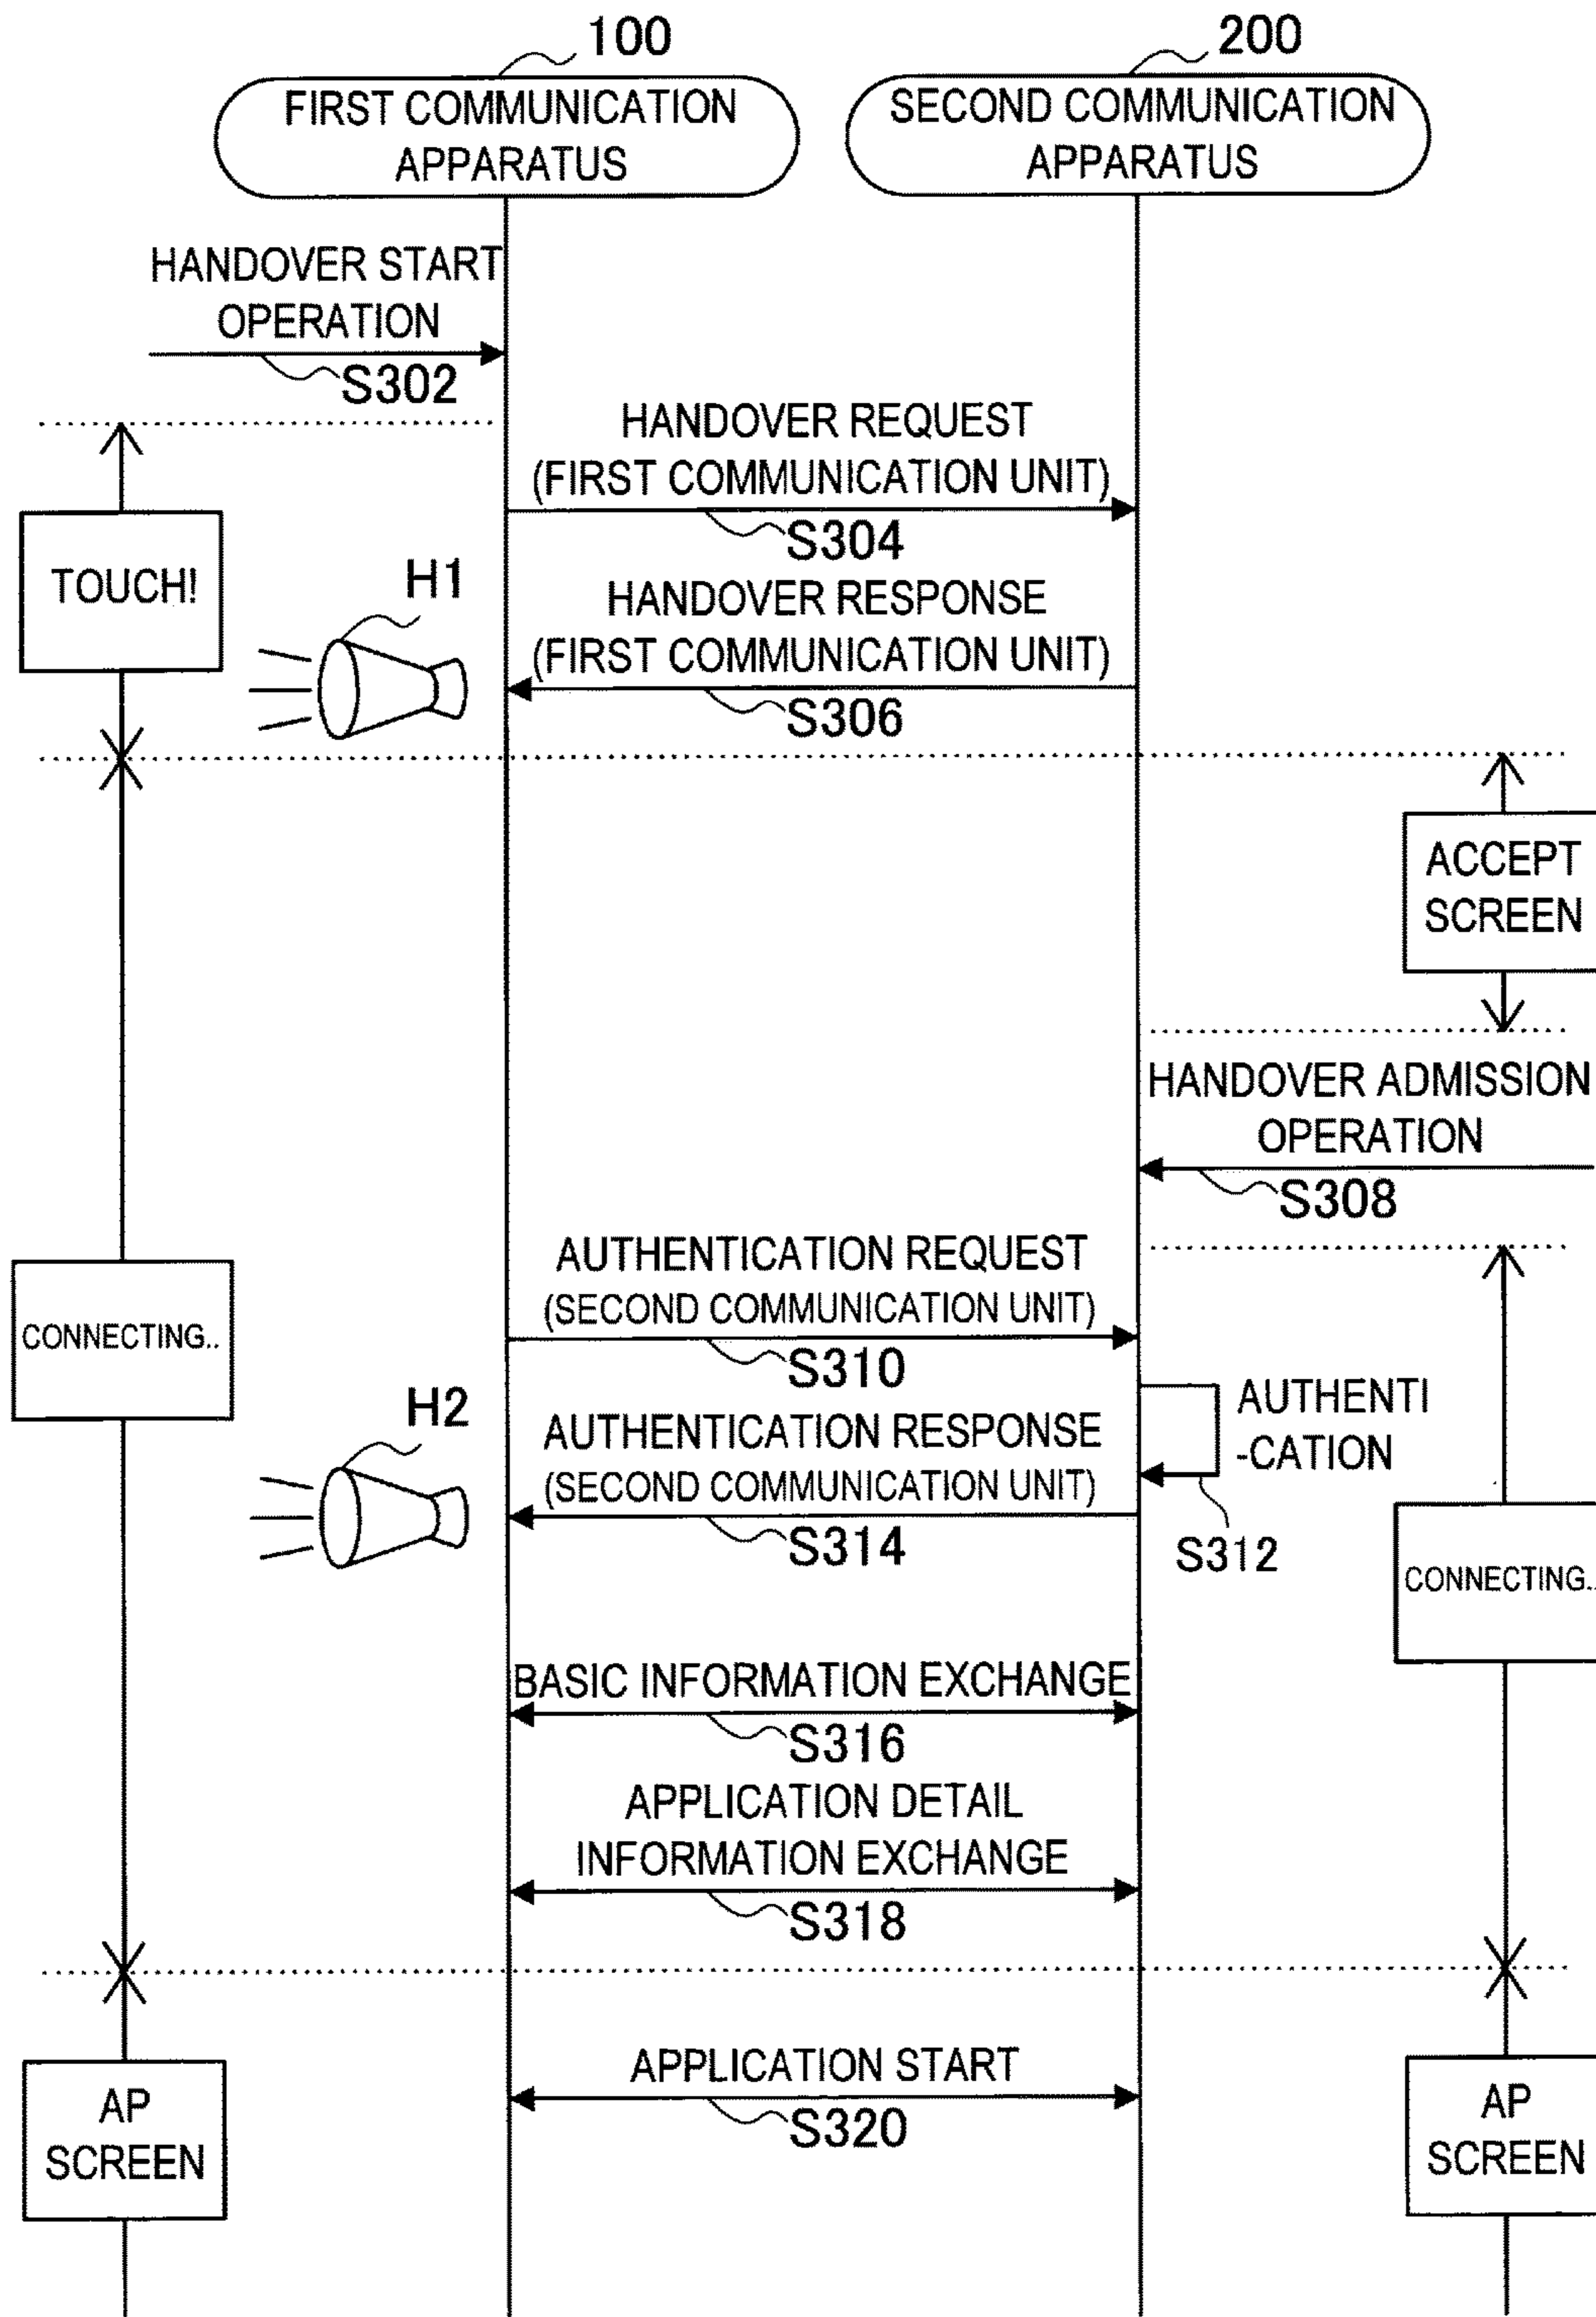 100
200
FIRST COMMUNICATION
APPARATUS
SECOND COMMUNICATION
APPARATUS
HANDOVER START
OPERATION
S302
HANDOVER REQUEST
(FIRST COMMUNICATION UNIT)
S304
TOUCH!
H1
HANDOVER RESPONSE
(FIRST COMMUNICATION UNIT)
S306
ACCEPT
SCREEN
HANDOVER ADMISSION
OPERATION
S308
AUTHENTICATION REQUEST
(SECOND COMMUNICATION UNIT)
S310
CONNECTING..
AUTHENTI
-CATION
S312
H2
AUTHENTICATION RESPONSE
(SECOND COMMUNICATION UNIT)
S314
CONNECTING..
BASIC INFORMATION EXCHANGE
S316
APPLICATION DETAIL
INFORMATION EXCHANGE
S318
APPLICATION START
S320
AP
SCREEN
AP
SCREEN